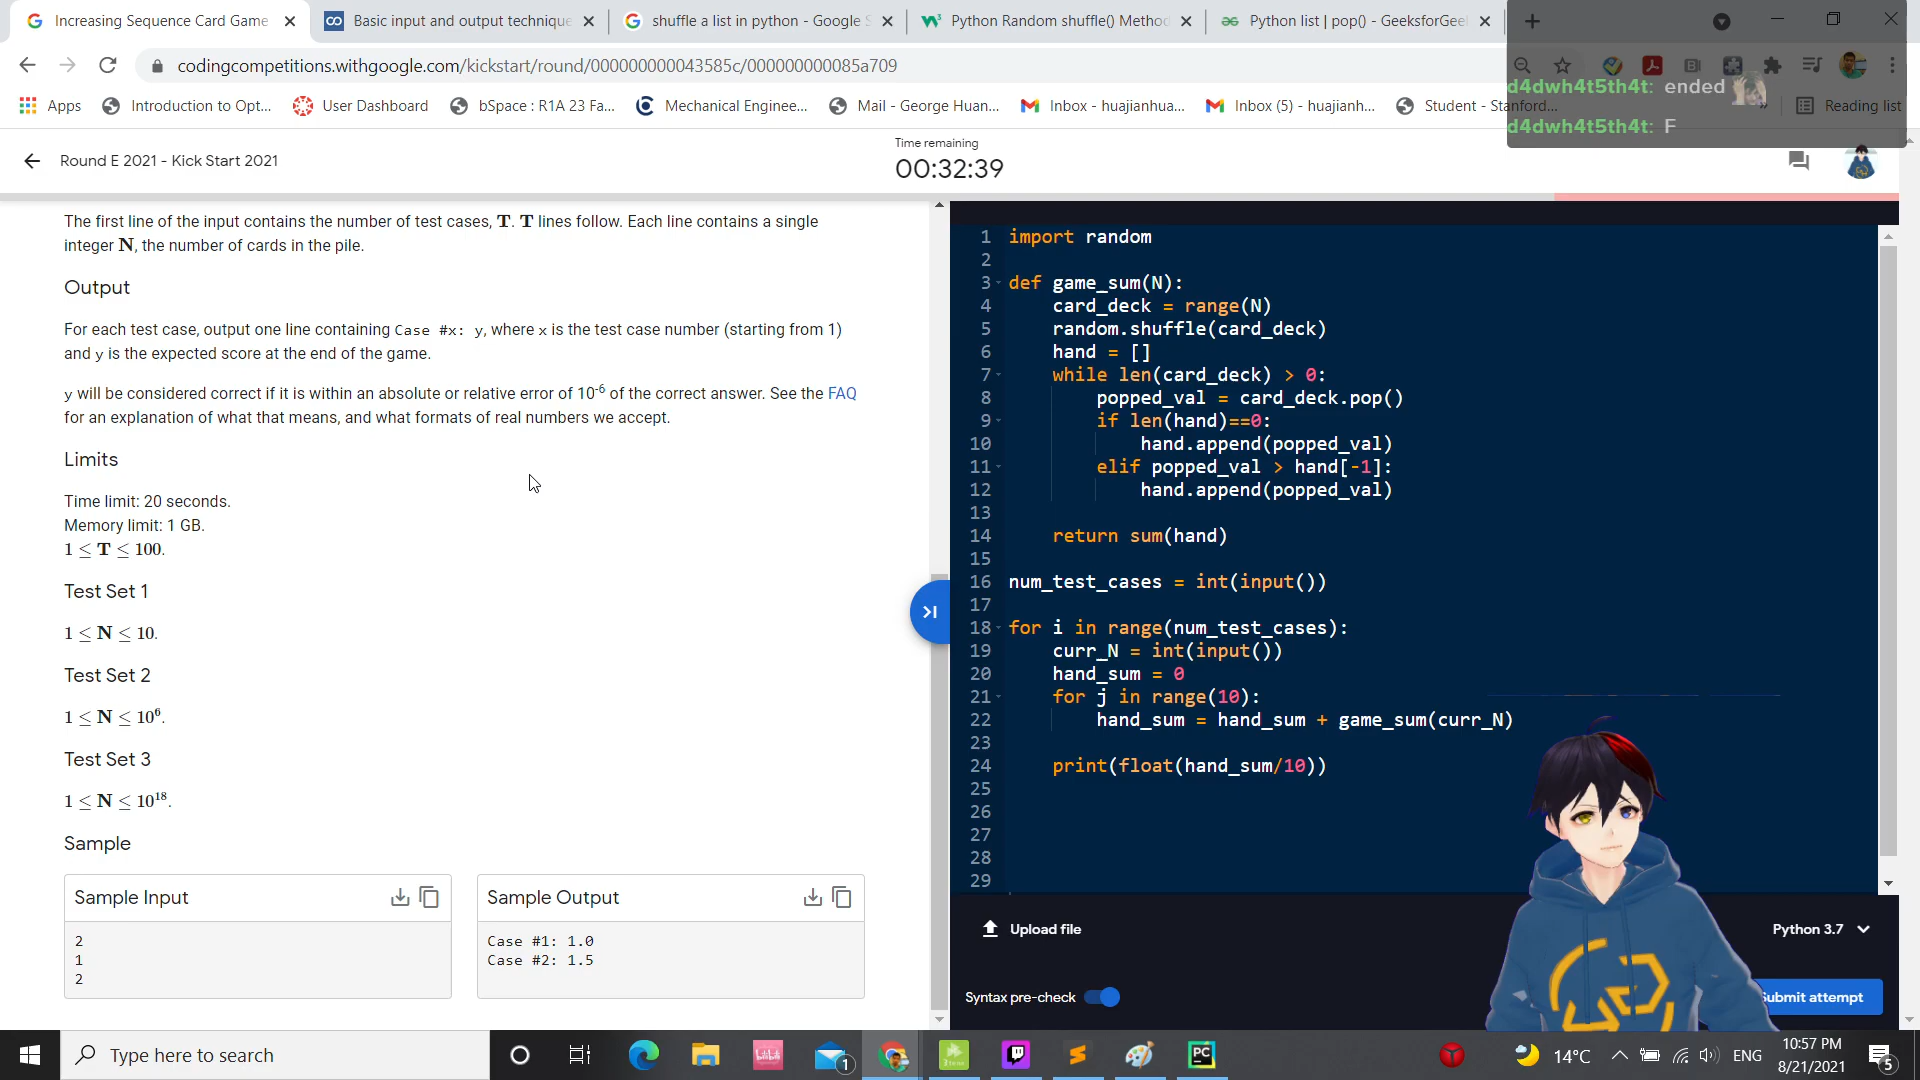 Increasing Sequence Card Game
Basic input and output technique
shuffle a list in python - Google S
Python Random shuffle() Method
Python list | pop() - GeeksforGee
codingcompetitions.withgoogle.com/kickstart/round/000000000043585c/000000000085a709
Apps
Introduction to Opt...
User Dashboard
bSpace : R1A 23 Fa...
Mechanical Enginee...
Mail - George Huan...
Inbox - huajianhua...
Inbox (5) - huajianh...
Student - Stanford...
Reading list
d4dwh4t5th4t: ended
d4dwh4t5th4t: F
Round E 2021 - Kick Start 2021
Time remaining
00:32:39
The first line of the input contains the number of test cases, T. T lines follow. Each line contains a single
integer N, the number of cards in the pile.
Output
For each test case, output one line containing Case #x: y, where x is the test case number (starting from 1)
and y is the expected score at the end of the game.
y will be considered correct if it is within an absolute or relative error of 10-6 of the correct answer. See the FAQ
for an explanation of what that means, and what formats of real numbers we accept.
Limits
Time limit: 20 seconds.
Memory limit: 1 GB.
1 ≤ T ≤ 100.
Test Set 1
1 ≤ N ≤ 10.
Test Set 2
1 ≤ N ≤ 10⁶.
Test Set 3
1 ≤ N ≤ 10¹⁸.
Sample
Sample Input
2
1
2
Sample Output
Case #1: 1.0
Case #2: 1.5
1 import random
2
3 def game_sum(N):
4 card_deck = range(N)
5 random.shuffle(card_deck)
6 hand = []
7 while len(card_deck) > 0:
8 popped_val = card_deck.pop()
9 if len(hand)==0:
10 hand.append(popped_val)
11 elif popped_val > hand[-1]:
12 hand.append(popped_val)
13
14 return sum(hand)
15
16 num_test_cases = int(input())
17
18 for i in range(num_test_cases):
19 curr_N = int(input())
20 hand_sum = 0
21 for j in range(10):
22 hand_sum = hand_sum + game_sum(curr_N)
23
24 print(float(hand_sum/10))
25
26
27
28
29
Upload file
Python 3.7
Syntax pre-check
Submit attempt
Type here to search
1
PC
14°C
ENG
10:57 PM
8/21/2021
5